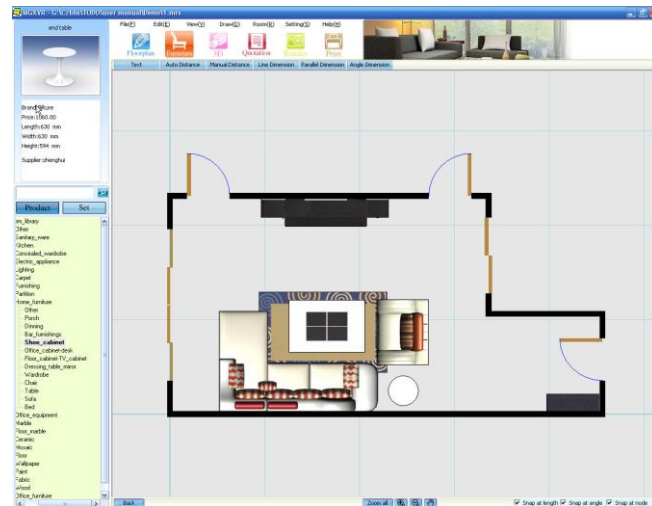 MGXVR - G:\C
end table
Price:1060.00
Length:630 mm
Width:630 mm
Height:594 mm
Supplier:zhenghui
Product Set
File(F) Edit(E) View(V) Draw(D) Room(R) Setting(S) Help(H)
Floorplan Furniture 3D Quotation Render Print
Text Auto Distance Manual Distance Line Dimension Parallel Dimension Angle Dimension
Other
Sanitary_ware
Kitchen
Concealed_wardrobe
Electric_appliance
Lighting
Carpet
Furnishing
Partition
Home_furniture
Other
Porch
Dinning
Bar_furnishings
Shoe_cabinet
Office_cabinet-desk
Floor_cabinet-TV_cabinet
Dressing_table_mirror
Wardrobe
Chair
Table
Sofa
Bed
Office_equipment
Marble
Floor_marble
Ceramic
Mosaic
Floor
Wallpaper
Paint
Fabric
Wood
Office_furniture
Back
Zoom all
Snap at length Snap at angle Snap at node